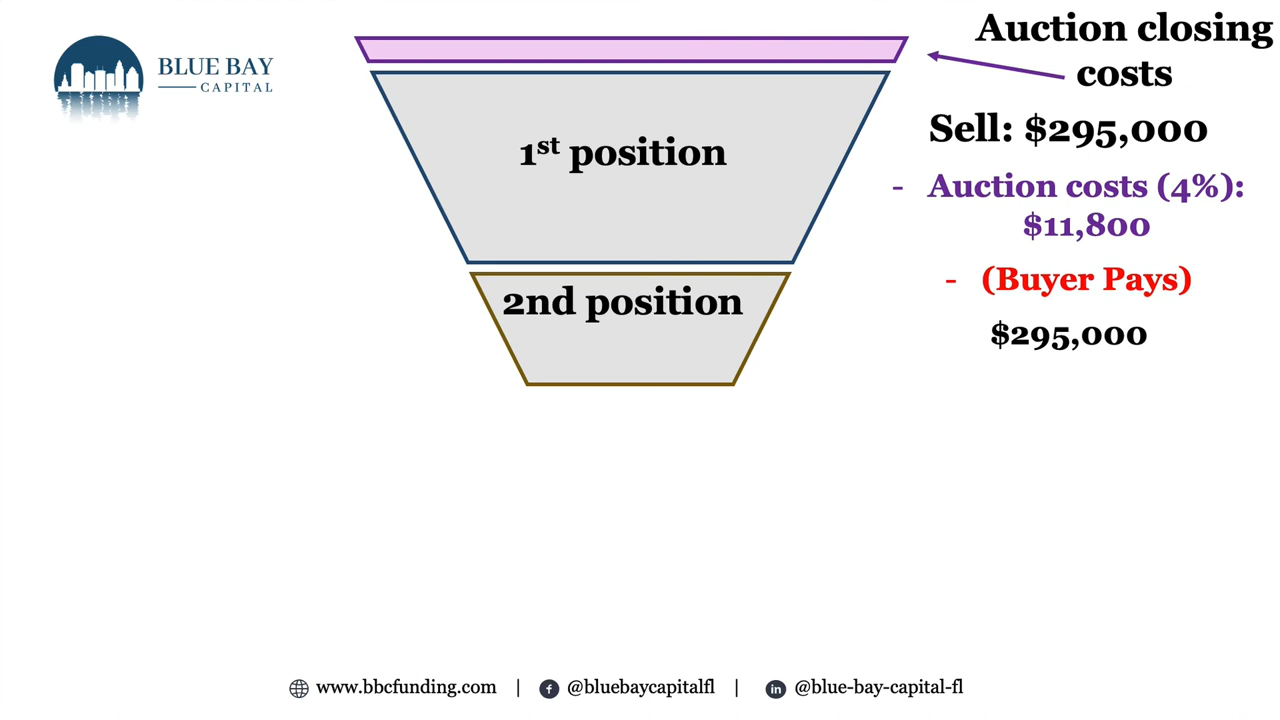 BLUE BAY
CAPITAL
Auction closing
costs
1st position
Sell: $295,000
- Auction costs (4%):
$11,800
- (Buyer Pays)
2nd position
$295,000
www.bbcfunding.com | @bluebaycapitalfl | @blue-bay-capital-fl